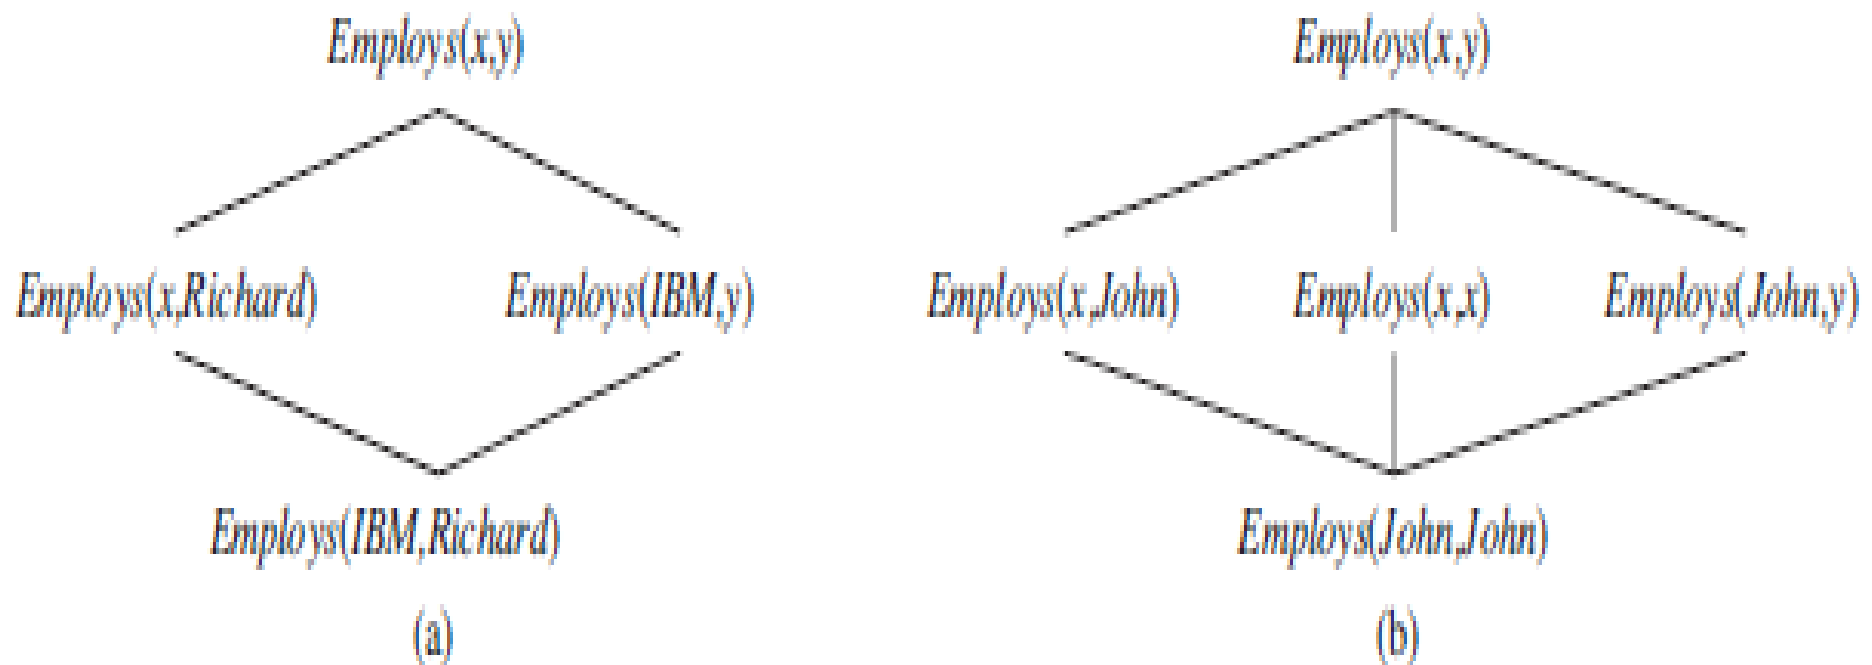 Employs(x,y)
Employs(x,Richard) Employs(IBM,y)
Employs(IBM,Richard)
(a)
Employs(x,y)
Employs(x,John) Employs(x,x) Employs(John,y)
Employs(John,John)
(b)